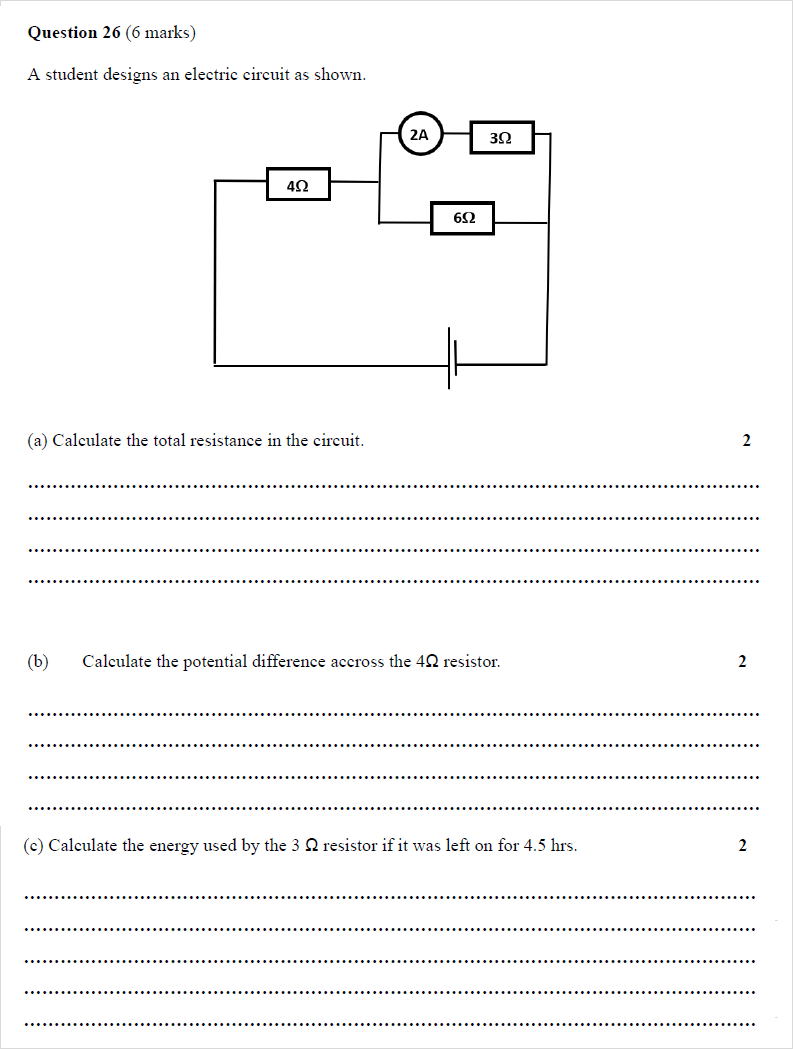 Question 26 (6 marks)
A student designs an electric circuit as shown.
2A
3Ω
4Ω
6Ω
(a) Calculate the total resistance in the circuit. 2
(b) Calculate the potential difference accross the 4Ω resistor. 2
(c) Calculate the energy used by the 3 Ω resistor if it was left on for 4.5 hrs. 2